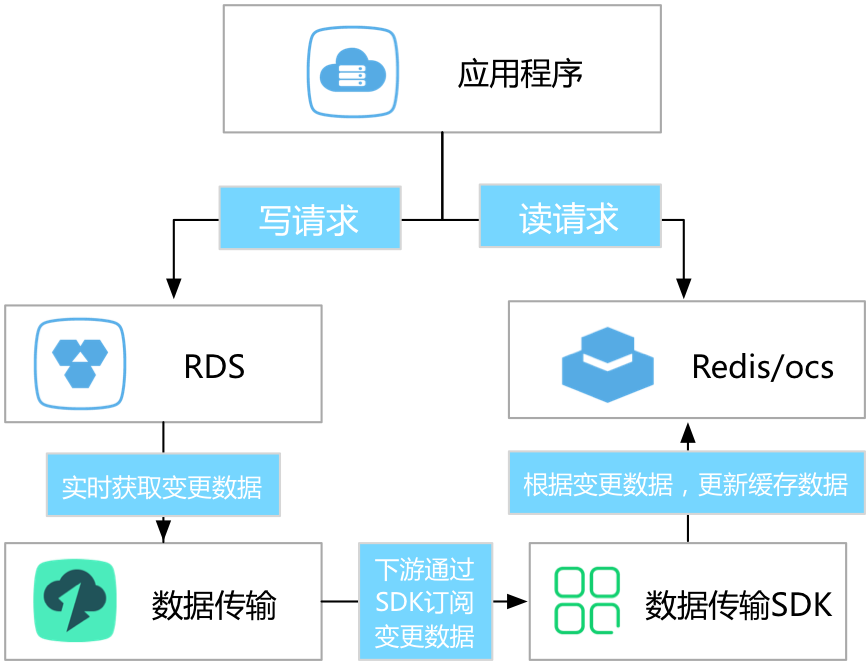 应用程序
写请求
读请求
RDS
Redis/ocs
实时获取变更数据
根据变更数据，更新缓存数据
数据传输
下游通过
SDK订阅
变更数据
数据传输SDK